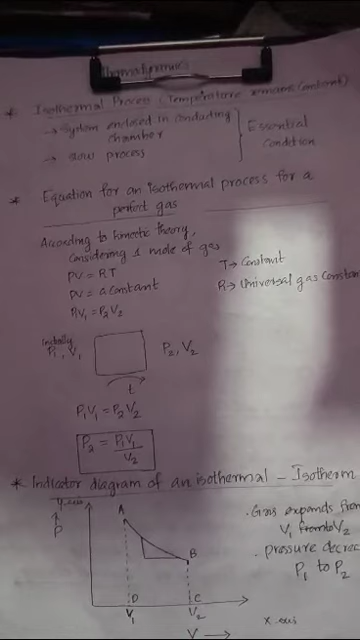 Thermodynamics
* Isothermal Process (Temperature remains constant)
→ System enclosed in conducting chamber
→ slow process
Essential Condition
* Equation for an isothermal process for a perfect gas
According to kinetic theory,
Considering 1 mole of gas
PV = RT
PV = a constant
P₁V₁ = P₂V₂
T → Constant
R → Universal gas Constan
Initially
P₁, V₁
P₂, V₂
t
P₁V₁ = P₂V₂
P₂ = P₁V₁ / V₂
* Indicator diagram of an isothermal - Isotherm
y-axis
P
A
B
D
C
V₁
V₂
V →
x-axis
. Gas expands from
V₁ to V₂
. pressure decrea
P₁ to P₂